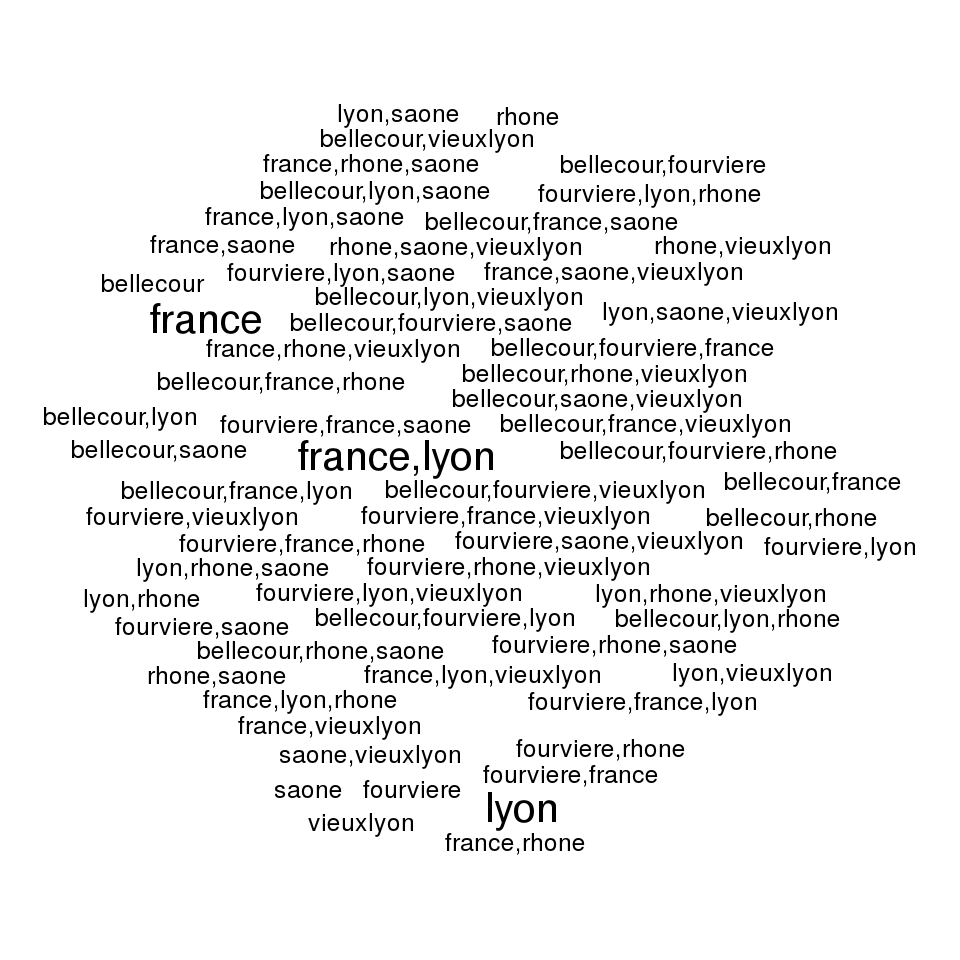 lyon,saone
rhone
bellecour,vieuxlyon
france,rhone,saone
bellecour,fourviere
bellecour,lyon,saone
fourviere,lyon,rhone
france,lyon,saone
bellecour,france,saone
france,saone
rhone,saone,vieuxlyon
rhone,vieuxlyon
fourviere,lyon,saone
france,saone,vieuxlyon
bellecour
bellecour,lyon,vieuxlyon
france
bellecour,fourviere,saone
lyon,saone,vieuxlyon
france,rhone,vieuxlyon
bellecour,fourviere,france
bellecour,france,rhone
bellecour,rhone,vieuxlyon
bellecour,saone,vieuxlyon
bellecour,lyon
fourviere,france,saone
bellecour,france,vieuxlyon
bellecour,saone
france,lyon
bellecour,fourviere,rhone
bellecour,france,lyon
bellecour,fourviere,vieuxlyon
bellecour,france
fourviere,vieuxlyon
fourviere,france,vieuxlyon
bellecour,rhone
fourviere,france,rhone
fourviere,saone,vieuxlyon
fourviere,lyon
lyon,rhone,saone
fourviere,rhone,vieuxlyon
lyon,rhone
fourviere,lyon,vieuxlyon
lyon,rhone,vieuxlyon
fourviere,saone
bellecour,fourviere,lyon
bellecour,lyon,rhone
bellecour,rhone,saone
fourviere,rhone,saone
rhone,saone
france,lyon,vieuxlyon
lyon,vieuxlyon
france,lyon,rhone
fourviere,france,lyon
france,vieuxlyon
saone,vieuxlyon
fourviere,rhone
fourviere,france
saone
fourviere
lyon
vieuxlyon
france,rhone